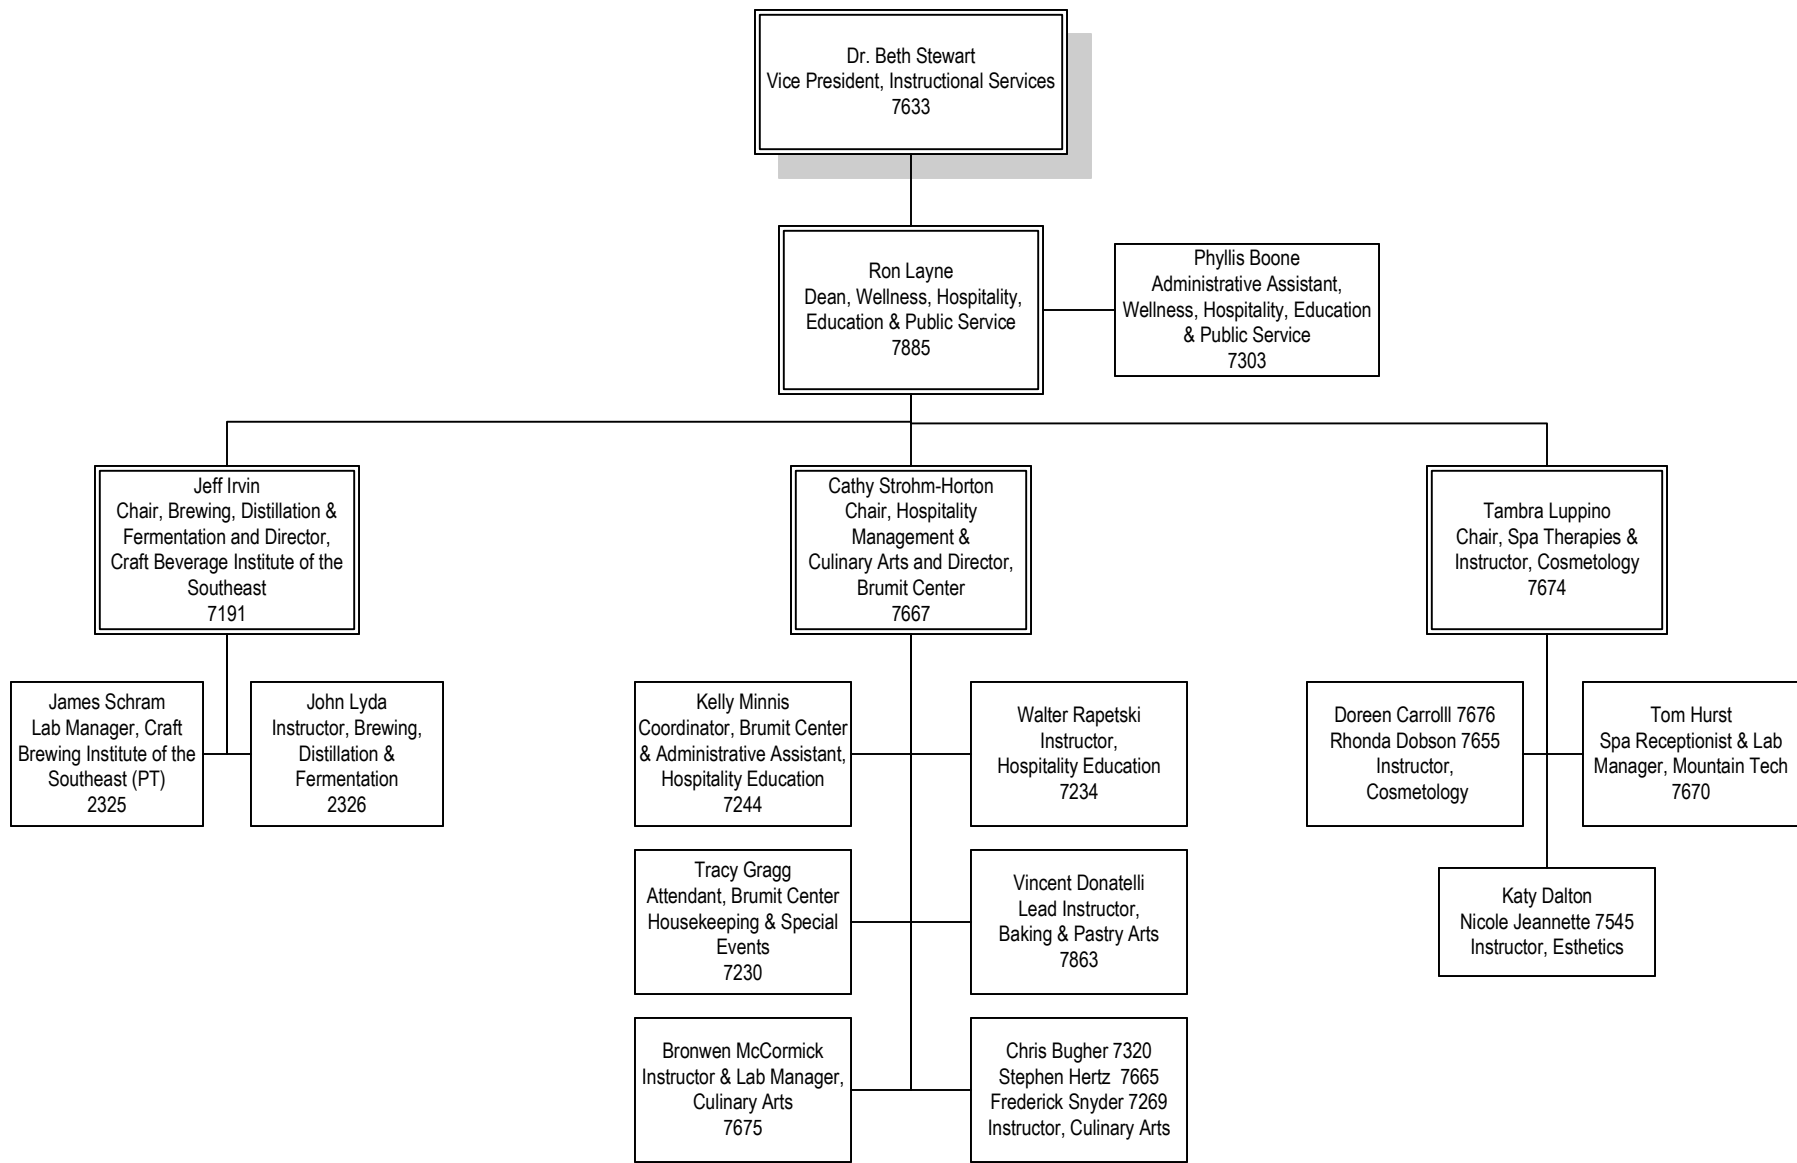 Dr. Beth Stewart
Vice President, Instructional Services
7633
Ron Layne
Dean, Wellness, Hospitality,
Education & Public Service
7885
Phyllis Boone
Administrative Assistant,
Wellness, Hospitality, Education
& Public Service
7303
Jeff Irvin
Chair, Brewing, Distillation &
Fermentation and Director,
Craft Beverage Institute of the
Southeast
7191
Cathy Strohm-Horton
Chair, Hospitality
Management &
Culinary Arts and Director,
Brumit Center
7667
Tambra Luppino
Chair, Spa Therapies &
Instructor, Cosmetology
7674
James Schram
Lab Manager, Craft
Brewing Institute of the
Southeast (PT)
2325
John Lyda
Instructor, Brewing,
Distillation &
Fermentation
2326
Kelly Minnis
Coordinator, Brumit Center
& Administrative Assistant,
Hospitality Education
7244
Walter Rapetski
Instructor,
Hospitality Education
7234
Doreen Carrolll 7676
Rhonda Dobson 7655
Instructor,
Cosmetology
Tom Hurst
Spa Receptionist & Lab
Manager, Mountain Tech
7670
Tracy Gragg
Attendant, Brumit Center
Housekeeping & Special
Events
7230
Vincent Donatelli
Lead Instructor,
Baking & Pastry Arts
7863
Katy Dalton
Nicole Jeannette 7545
Instructor, Esthetics
Bronwen McCormick
Instructor & Lab Manager,
Culinary Arts
7675
Chris Bugher 7320
Stephen Hertz  7665
Frederick Snyder 7269
Instructor, Culinary Arts